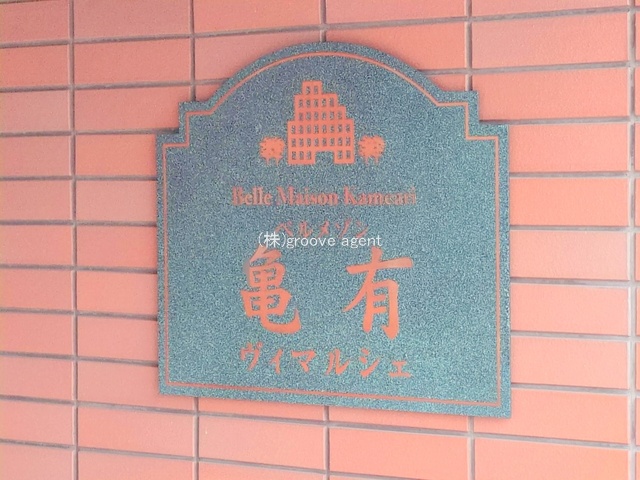 Belle Maison Kameari
ベルメゾン
(株)groove agent
亀有
ヴィマルシェ